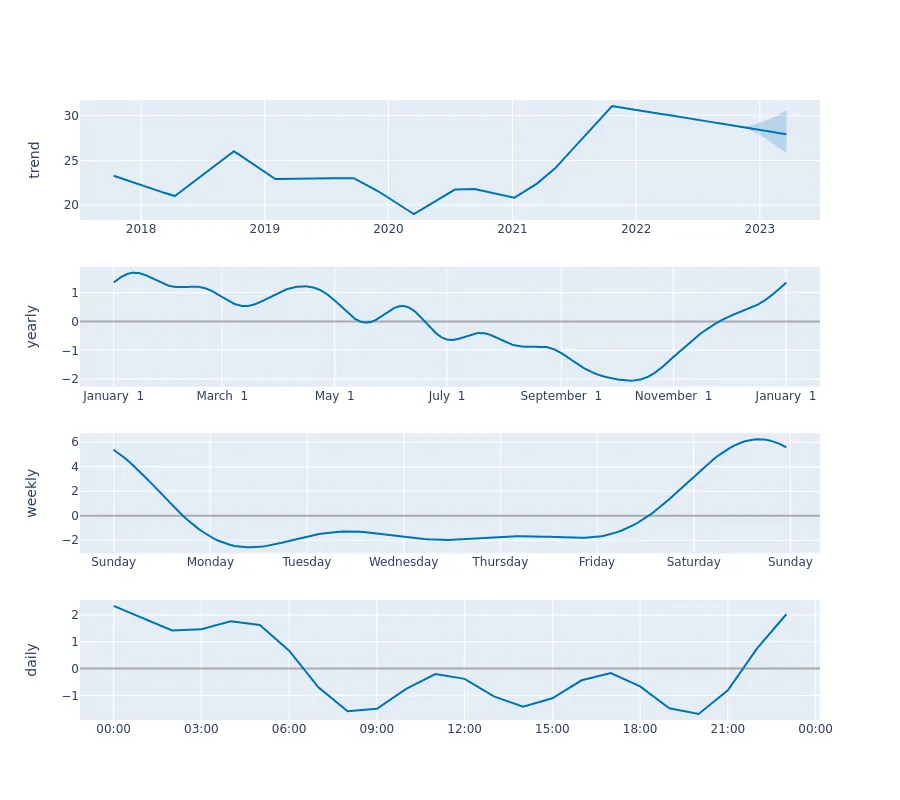 trend
30
25
20
2018 2019 2020 2021 2022 2023
yearly
1
0
−1
−2
January 1 March 1 May 1 July 1 September 1 November 1 January 1
weekly
6
4
2
0
−2
Sunday Monday Tuesday Wednesday Thursday Friday Saturday Sunday
daily
2
1
0
−1
00:00 03:00 06:00 09:00 12:00 15:00 18:00 21:00 00:00